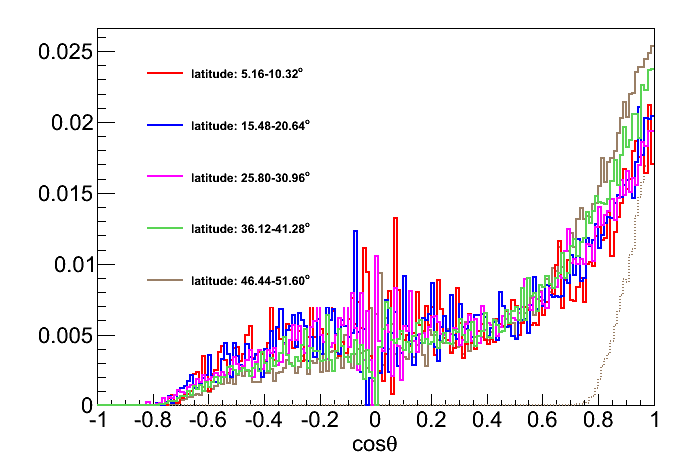 0.025
0.02
0.015
0.01
0.005
0
latitude: 5.16-10.32°
latitude: 15.48-20.64°
latitude: 25.80-30.96°
latitude: 36.12-41.28°
latitude: 46.44-51.60°
-1 -0.8 -0.6 -0.4 -0.2 0 0.2 0.4 0.6 0.8 1
cosθ